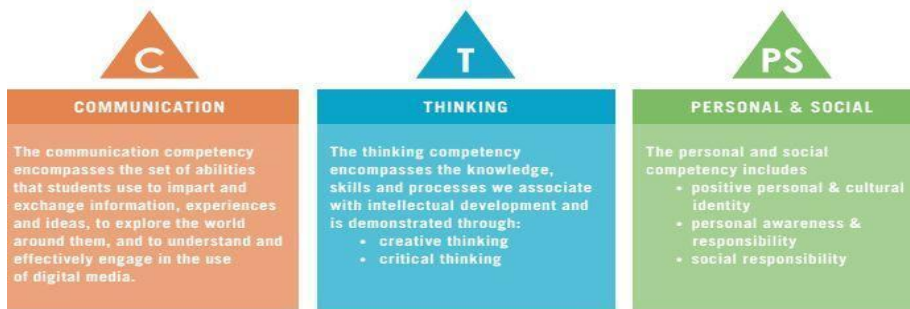 C
COMMUNICATION
The communication competency
encompasses the set of abilities
that students use to impart and
exchange information, experiences
and ideas, to explore the world
around them, and to understand and
effectively engage in the use
of digital media.
T
THINKING
The thinking competency
encompasses the knowledge,
skills and processes we associate
with intellectual development and
is demonstrated through:
• creative thinking
• critical thinking
PS
PERSONAL & SOCIAL
The personal and social
competency includes
• positive personal & cultural
identity
• personal awareness &
responsibility
• social responsibility